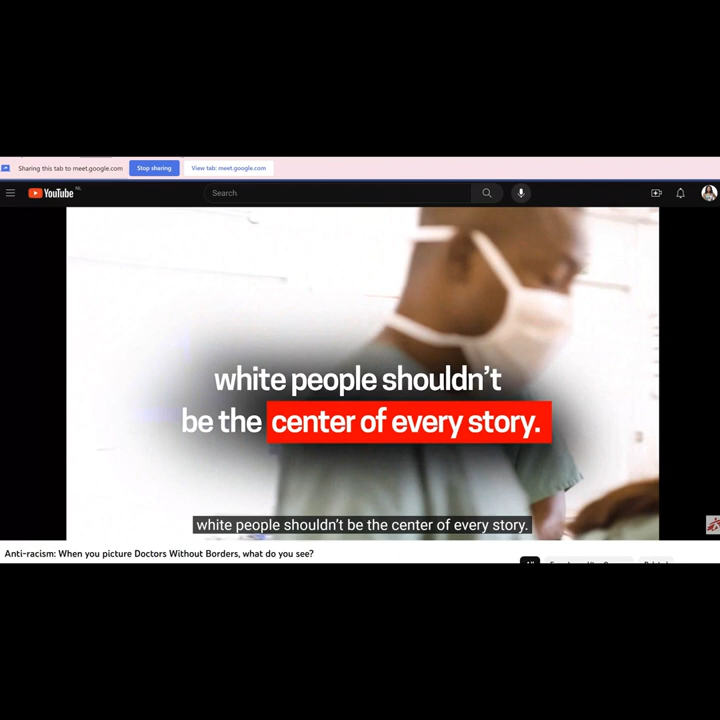 Sharing this tab to meet.google.com
Stop sharing
View tab: meet.google.com
YouTube NL
Search
white people shouldn't
be the center of every story.
white people shouldn't be the center of every story.
Anti-racism: When you picture Doctors Without Borders, what do you see?
All